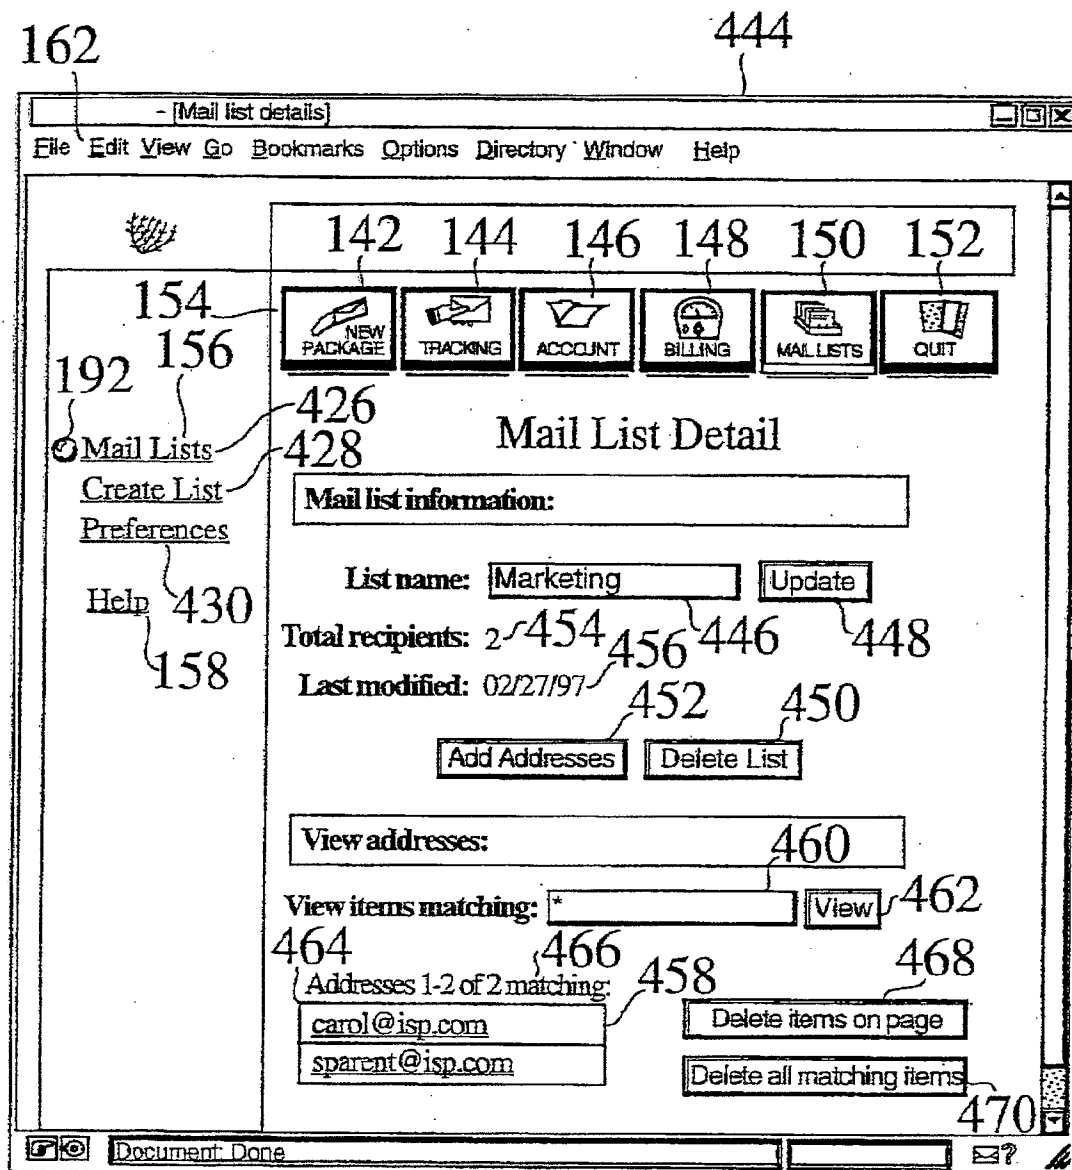 162
444
- [Mail list details]
File Edit View Go Bookmarks Options Directory Window Help
142 144 146 148 150 152
154
NEW PACKAGE
TRACKING
ACCOUNT
BILLING
MAIL LISTS
QUIT
156
192
426
Mail Lists
428
Create List
Preferences
430
Help
158
Mail List Detail
Mail list information:
List name: Marketing Update
446 448
Total recipients: 2 454
Last modified: 02/27/97 456
452 450
Add Addresses Delete List
View addresses:
460
View items matching: * View 462
464 466 458 468
Addresses 1-2 of 2 matching:
carol@isp.com
Delete items on page
sparent@isp.com
Delete all matching items
470
Document: Done
?